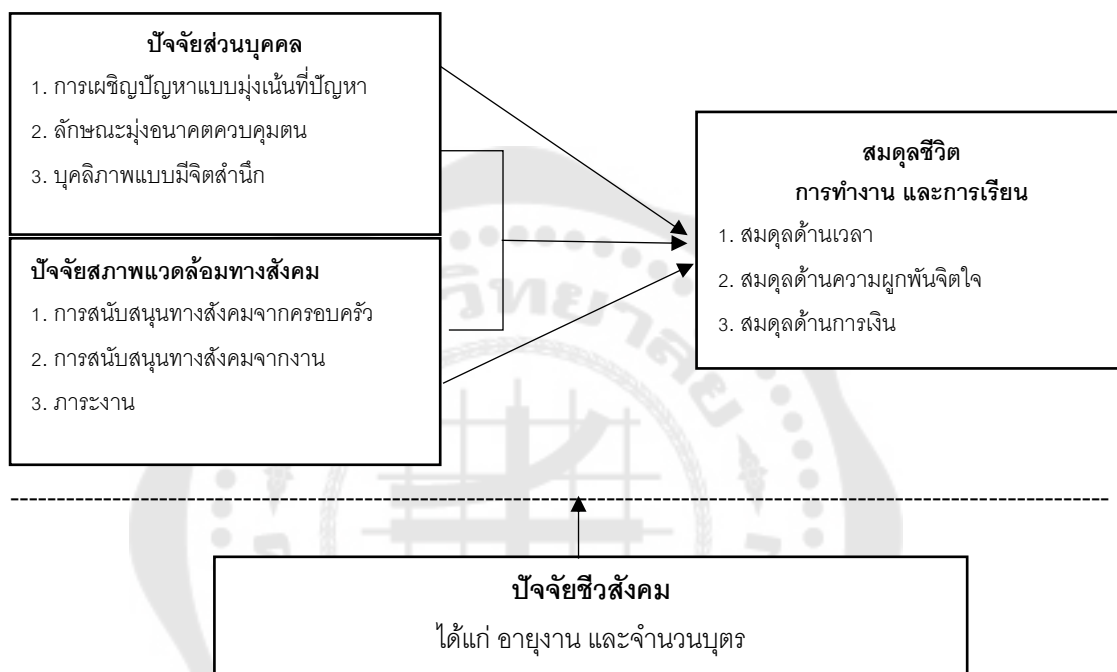 ปัจจัยส่วนบุคคล
1. การเผชิญปัญหาแบบมุ่งเน้นที่ปัญหา
2. ลักษณะมุ่งอนาคตควบคุมตน
3. บุคลิภาพแบบมีจิตสำนึก
ปัจจัยสภาพแวดล้อมทางสังคม
1. การสนับสนุนทางสังคมจากครอบครัว
2. การสนับสนุนทางสังคมจากงาน
3. ภาระงาน
สมดุลชีวิต
การทำงาน และการเรียน
1. สมดุลด้านเวลา
2. สมดุลด้านความผูกพันจิตใจ
3. สมดุลด้านการเงิน
ปัจจัยชีวสังคม
ได้แก่ อายุงาน และจำนวนบุตร